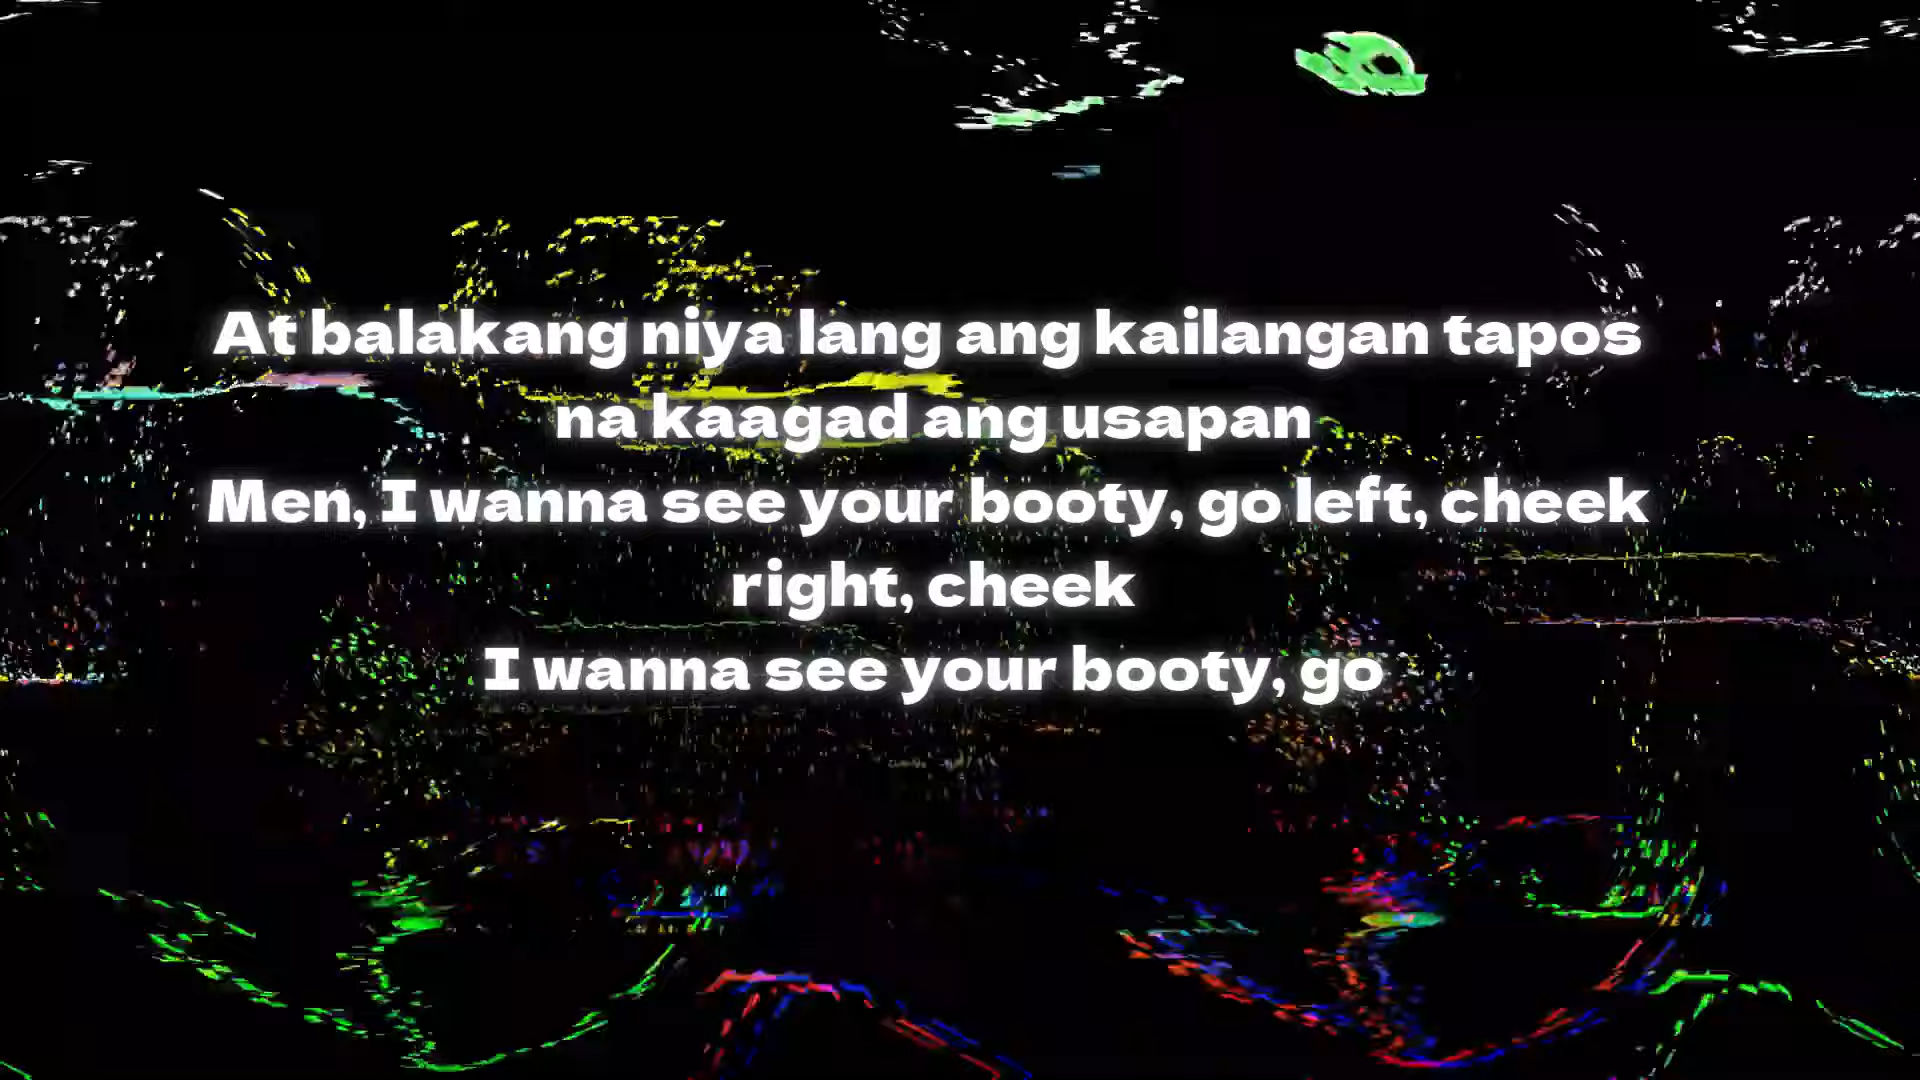 At balakang niya lang ang kailangan tapos
na kaagad ang usapan
Men, I wanna see your booty, go left, cheek
right, cheek
I wanna see your booty, go